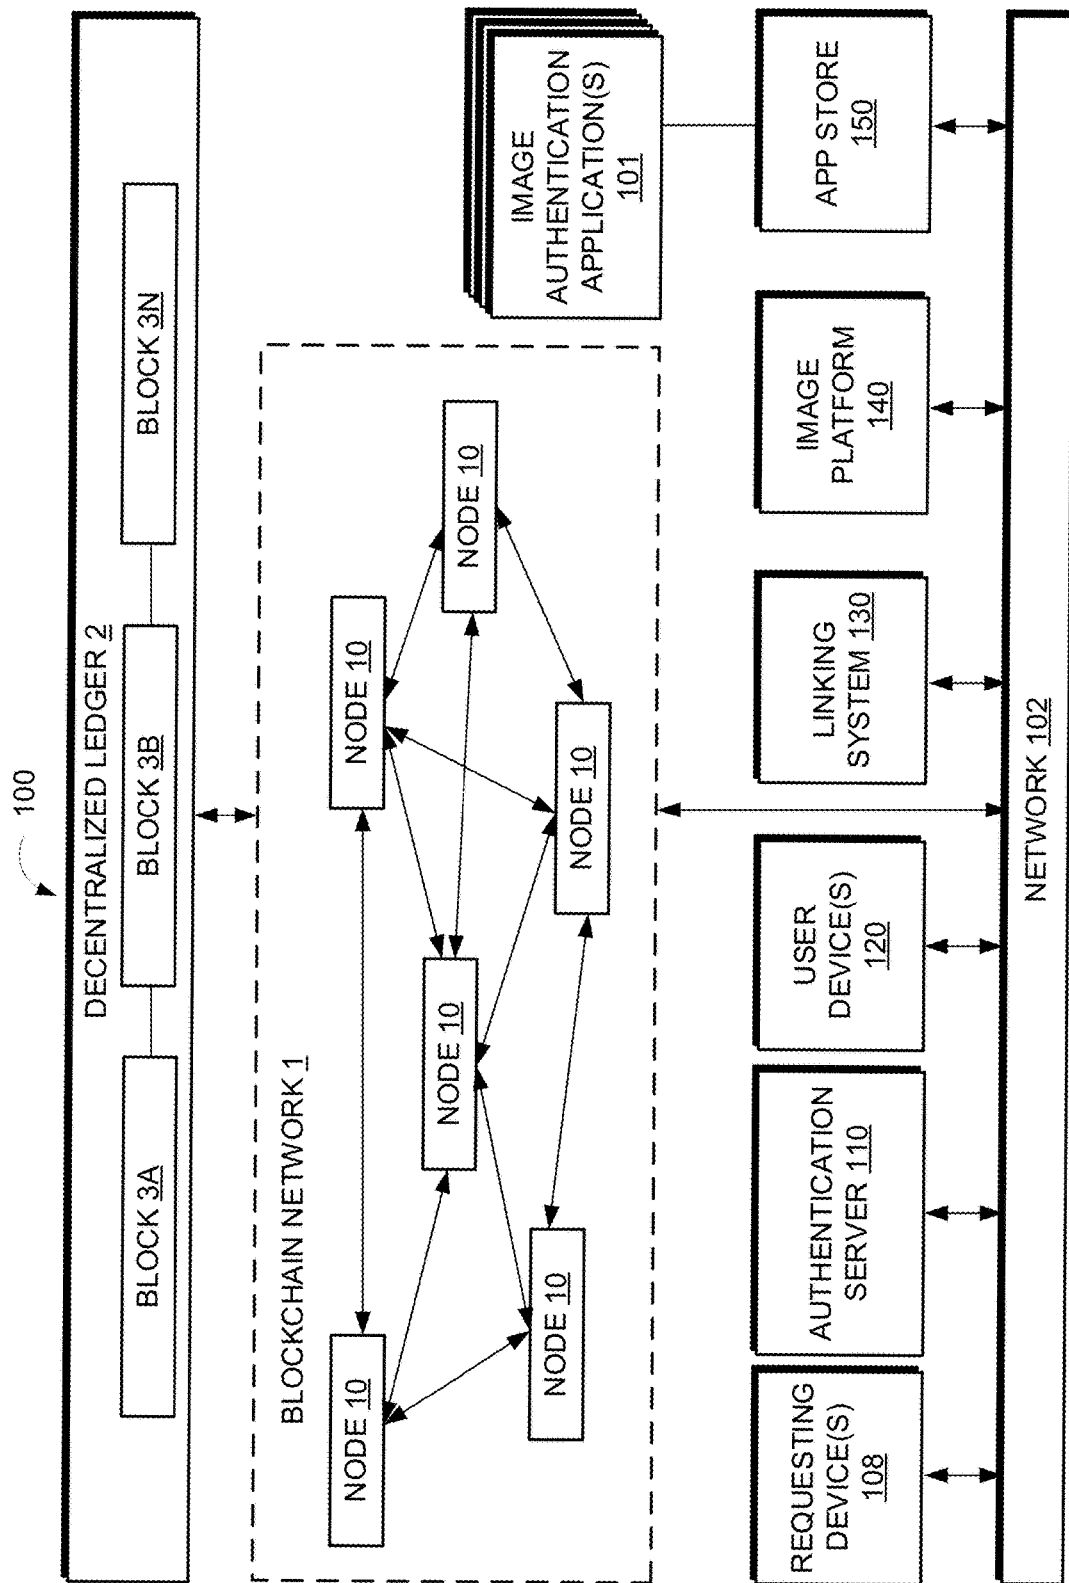 100
DECENTRALIZED LEDGER 2
BLOCK 3A
BLOCK 3B
BLOCK 3N
BLOCKCHAIN NETWORK 1
NODE 10
NODE 10
NODE 10
NODE 10
NODE 10
NODE 10
IMAGE
AUTHENTICATION
APPLICATION(S)
101
REQUESTING
DEVICE(S)
108
AUTHENTICATION
SERVER 110
USER
DEVICE(S)
120
LINKING
SYSTEM 130
IMAGE
PLATFORM
140
APP STORE
150
NETWORK 102